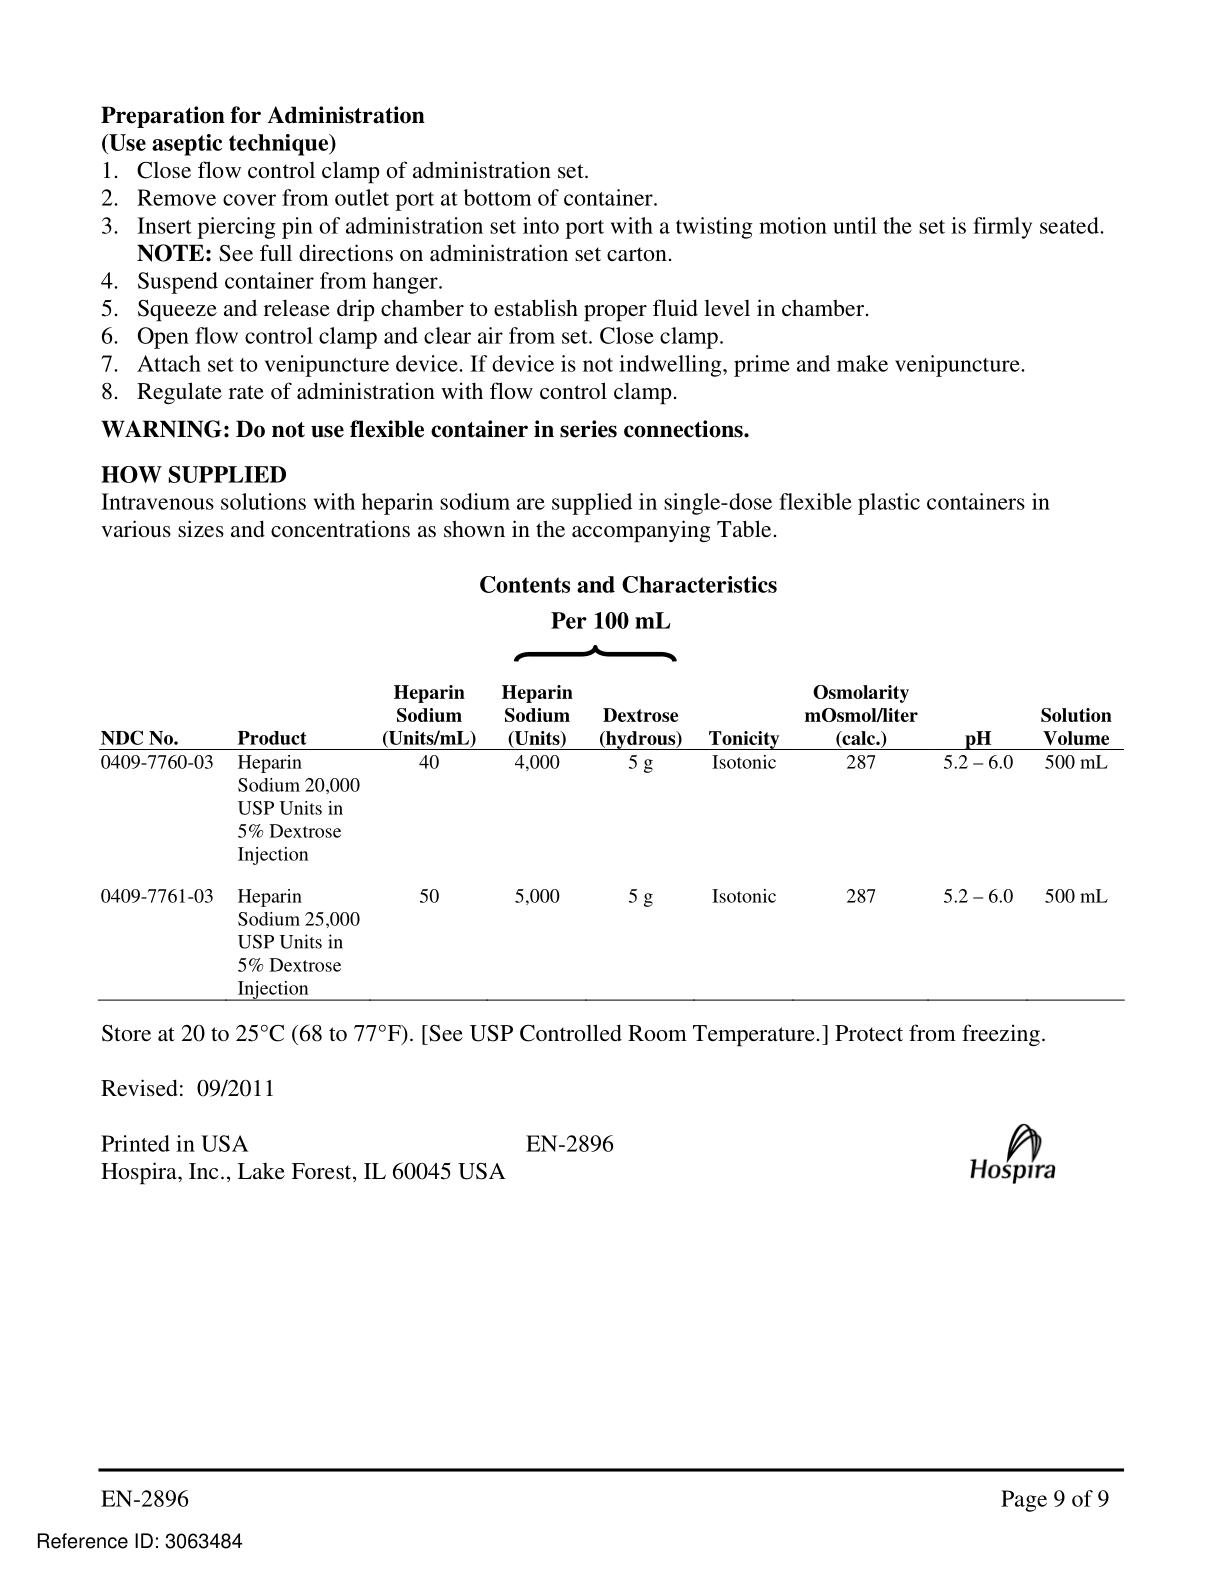 Preparation for Administration
(Use aseptic technique)
1. Close flow control clamp of administration set.
2. Remove cover from outlet port at bottom of container.
3. Insert piercing pin of administration set into port with a twisting motion until the set is firmly seated.
NOTE: See full directions on administration set carton.
4. Suspend container from hanger.
5. Squeeze and release drip chamber to establish proper fluid level in chamber.
6. Open flow control clamp and clear air from set. Close clamp.
7. Attach set to venipuncture device. If device is not indwelling, prime and make venipuncture.
8. Regulate rate of administration with flow control clamp.
WARNING: Do not use flexible container in series connections.
HOW SUPPLIED
Intravenous solutions with heparin sodium are supplied in single-dose flexible plastic containers in
various sizes and concentrations as shown in the accompanying Table.
Contents and Characteristics
Per 100 mL
Heparin Heparin Osmolarity
Sodium Sodium Dextrose mOsmol/liter Solution
NDC No. Product (Units/mL) (Units) (hydrous) Tonicity (calc.) pH Volume
0409-7760-03 Heparin 40 4,000 5 g Isotonic 287 5.2 – 6.0 500 mL
Sodium 20,000
USP Units in
5% Dextrose
Injection
0409-7761-03 Heparin 50 5,000 5 g Isotonic 287 5.2 – 6.0 500 mL
Sodium 25,000
USP Units in
5% Dextrose
Injection
Store at 20 to 25°C (68 to 77°F). [See USP Controlled Room Temperature.] Protect from freezing.
Revised: 09/2011
Printed in USA EN-2896
Hospira, Inc., Lake Forest, IL 60045 USA
Hospira
EN-2896 Page 9 of 9
Reference ID: 3063484